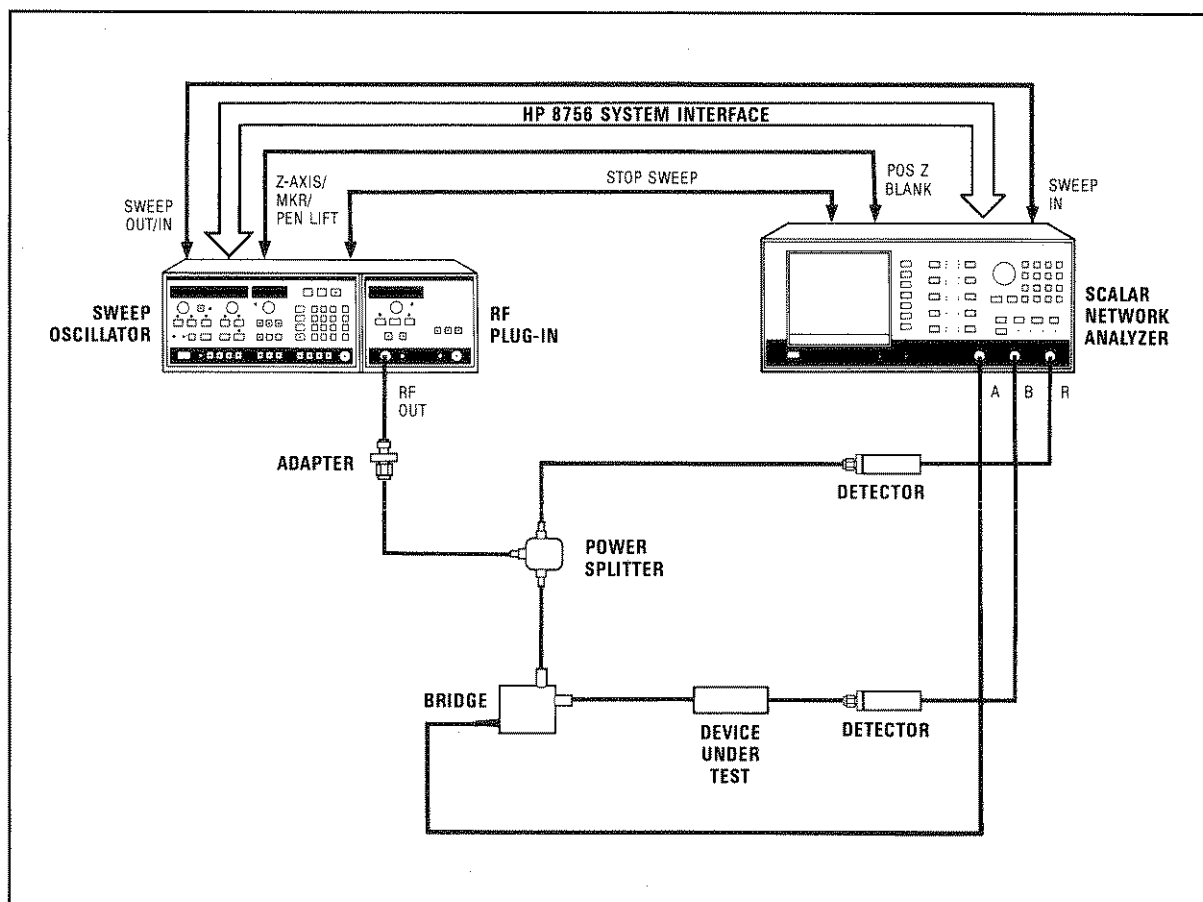 HP 8756 SYSTEM INTERFACE
SWEEP
OUT/IN
Z-AXIS/
MKR/
PEN LIFT
STOP SWEEP
POS Z
BLANK
SWEEP
IN
SWEEP
OSCILLATOR
RF
PLUG-IN
SCALAR
NETWORK
ANALYZER
RF
OUT
A
B
R
ADAPTER
DETECTOR
POWER
SPLITTER
BRIDGE
DEVICE
UNDER
TEST
DETECTOR